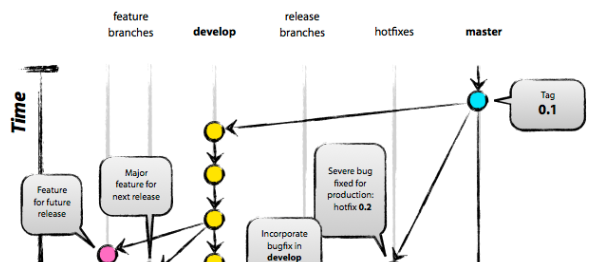 feature
branches
develop
release
branches
hotfixes
master
Time
Tag
0.1
Major
feature for
next release
Severe bug
fixed for
production:
hotfix 0.2
Feature
for future
release
Incorporate
bugfix in
develop